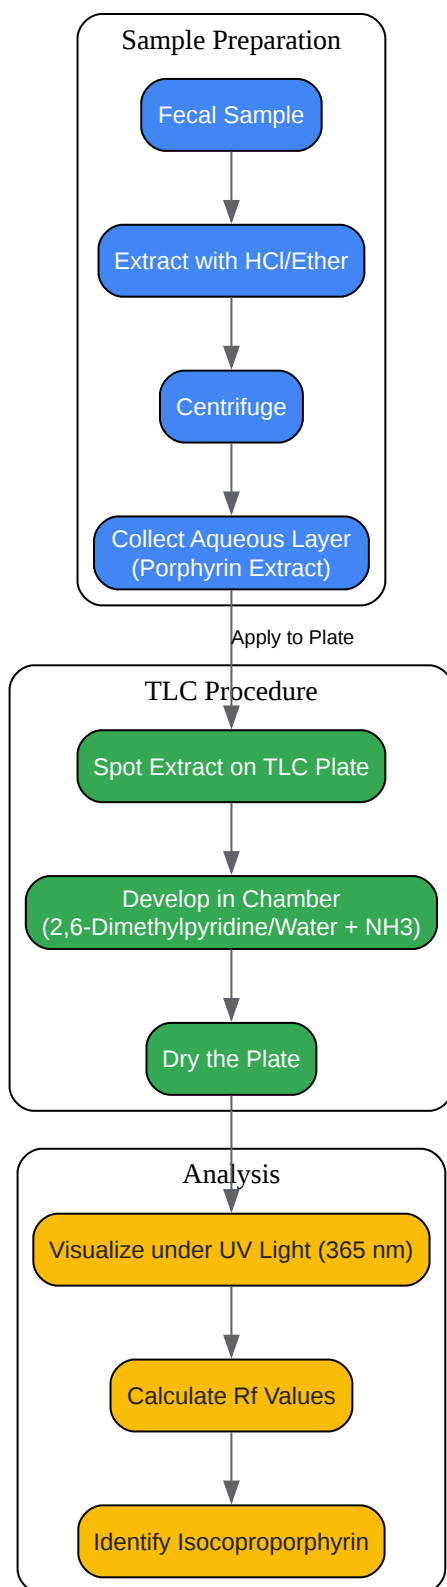 Sample Preparation
Fecal Sample
Extract with HCl/Ether
Centrifuge
Collect Aqueous Layer
(Porphyrin Extract)
Apply to Plate
TLC Procedure
Spot Extract on TLC Plate
Develop in Chamber
(2,6-Dimethylpyridine/Water + NH3)
Dry the Plate
Analysis
Visualize under UV Light (365 nm)
Calculate Rf Values
Identify Isocoproporphyrin